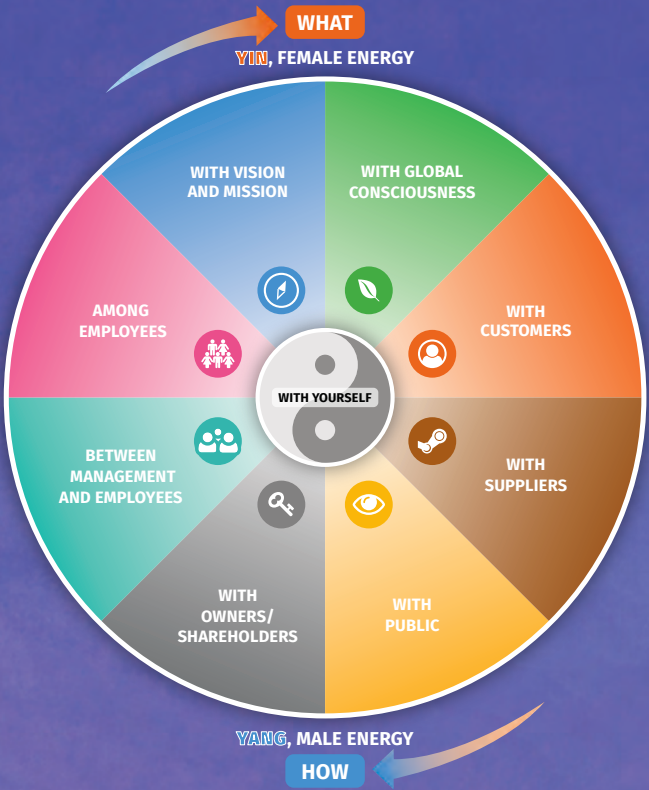 WHAT
YIN, FEMALE ENERGY
WITH VISION
AND MISSION
WITH GLOBAL
CONSCIOUSNESS
AMONG
EMPLOYEES
WITH
CUSTOMERS
WITH YOURSELF
BETWEEN
MANAGEMENT
AND EMPLOYEES
WITH
SUPPLIERS
WITH
OWNERS/
SHAREHOLDERS
WITH
PUBLIC
YANG, MALE ENERGY
HOW